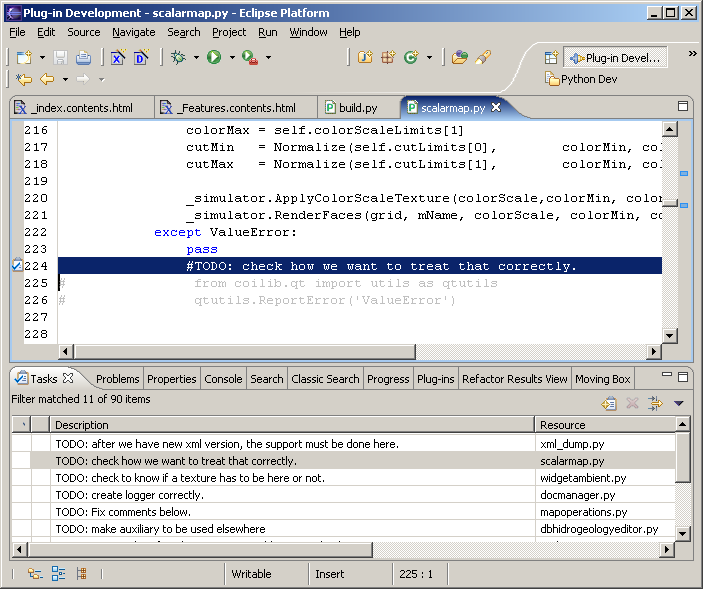 Plug-in Development - scalarmap.py - Eclipse Platform
File Edit Source Navigate Search Project Run Window Help
Plug-in Devel...
Python Dev
_index.contents.html _Features.contents.html build.py scalarmap.py
216 colorMax = self.colorScaleLimits[1]
217 cutMin = Normalize(self.cutLimits[0], colorMin, co
218 cutMax = Normalize(self.cutLimits[1], colorMin, co
219
220 _simulator.ApplyColorScaleTexture(colorScale,colorMin, color
221 _simulator.RenderFaces(grid, mName, colorScale, colorMin, co
222 except ValueError:
223 pass
224 #TODO: check how we want to treat that correctly.
225 # from coilib.qt import utils as qtutils
226 # qtutils.ReportError('ValueError')
227
228
Tasks Problems Properties Console Search Classic Search Progress Plug-ins Refactor Results View Moving Box
Filter matched 11 of 90 items
Description Resource
TODO: after we have new xml version, the support must be done here. xml_dump.py
TODO: check how we want to treat that correctly. scalarmap.py
TODO: check to know if a texture has to be here or not. widgetambient.py
TODO: create logger correctly. docmanager.py
TODO: Fix comments below. mapoperations.py
TODO: make auxiliary to be used elsewhere dbhidrogeologyeditor.py
Writable Insert 225 : 1